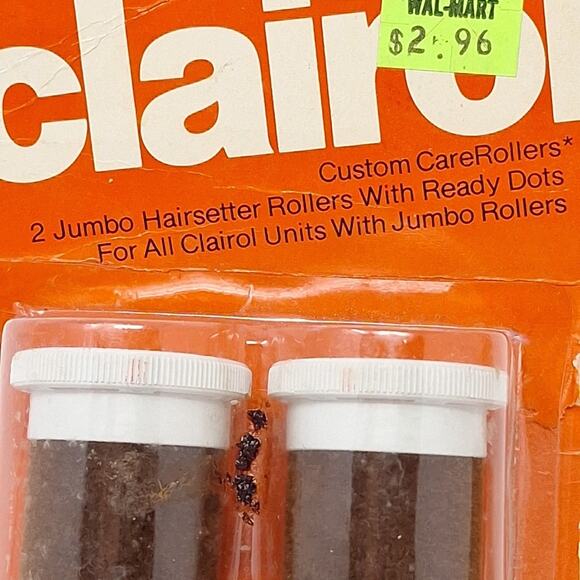 WAL-MART
$2.96
clairol
Custom CareRollers*
2 Jumbo Hairsetter Rollers With Ready Dots
For All Clairol Units With Jumbo Rollers